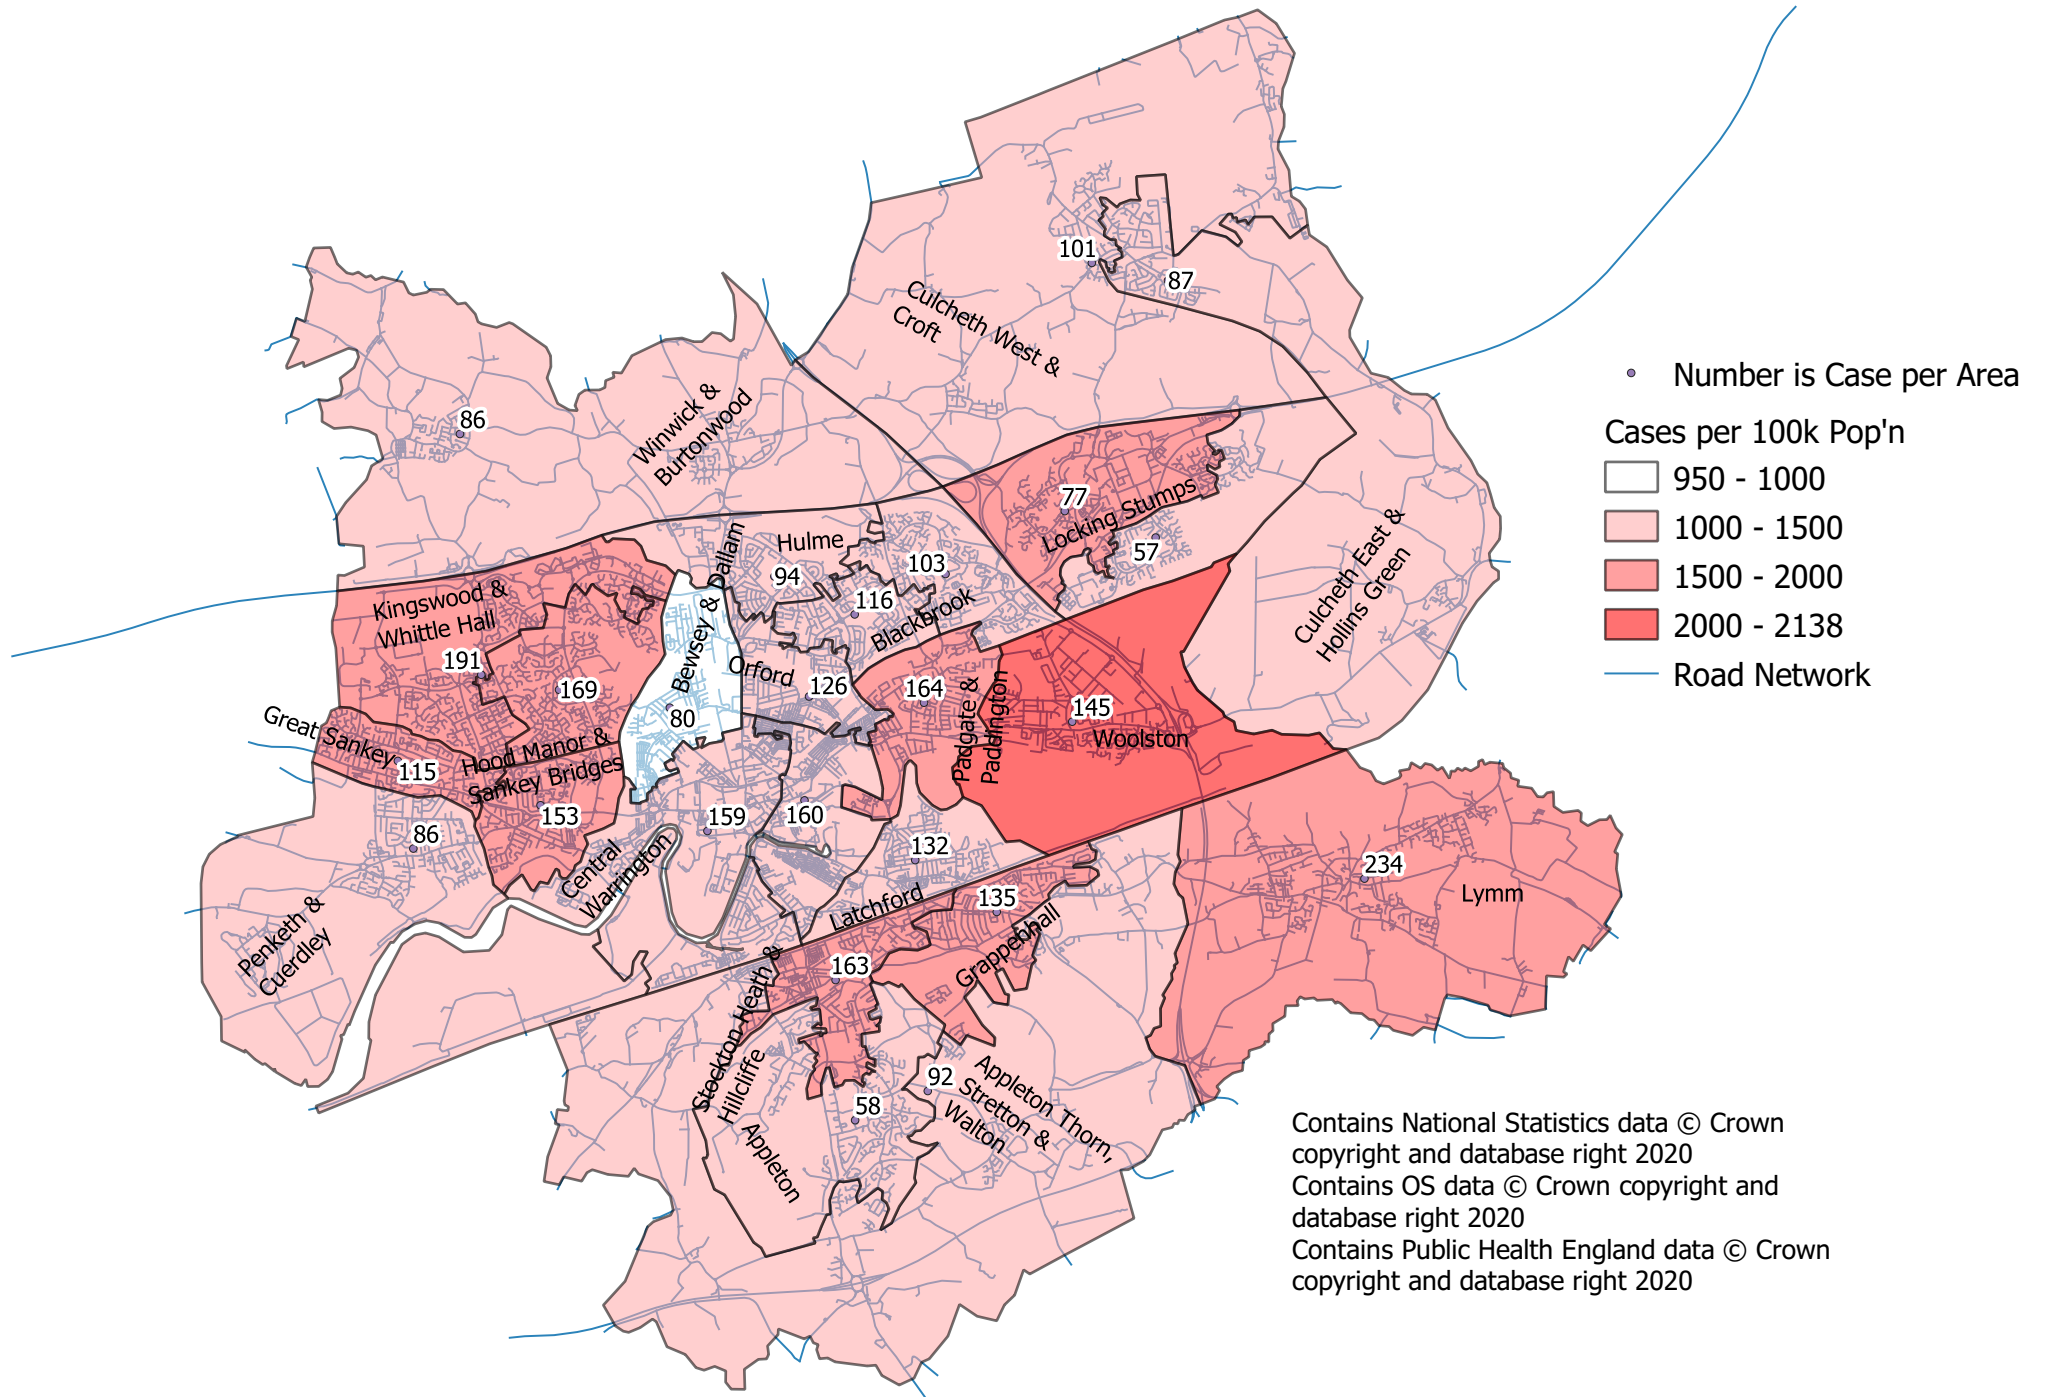 101
87
Culcheth West &
Croft
Number is Case per Area
Cases per 100k Pop'n
950 - 1000
1000 - 1500
1500 - 2000
2000 - 2138
Road Network
86
Winwick &
Burtonwood
77
Locking Stumps
57
Culcheth East &
Hollins Green
Hulme
94
103
116
Blackbrook
Kingswood &
Whittle Hall
191
169
Bewsey & Dallam
80
Orford
126
164
Padgate &
Paddington
145
Woolston
Great Sankey
115
Hood Manor &
Sankey Bridges
153
86
159
160
132
Central
Warrington
Penketh &
Cuerdley
Latchford
135
234
Lymm
163
Grappenhall
Stockton Heath &
Hillcliffe
92
58
Appleton
Appleton Thorn,
Stretton &
Walton
Contains National Statistics data © Crown
copyright and database right 2020
Contains OS data © Crown copyright and
database right 2020
Contains Public Health England data © Crown
copyright and database right 2020